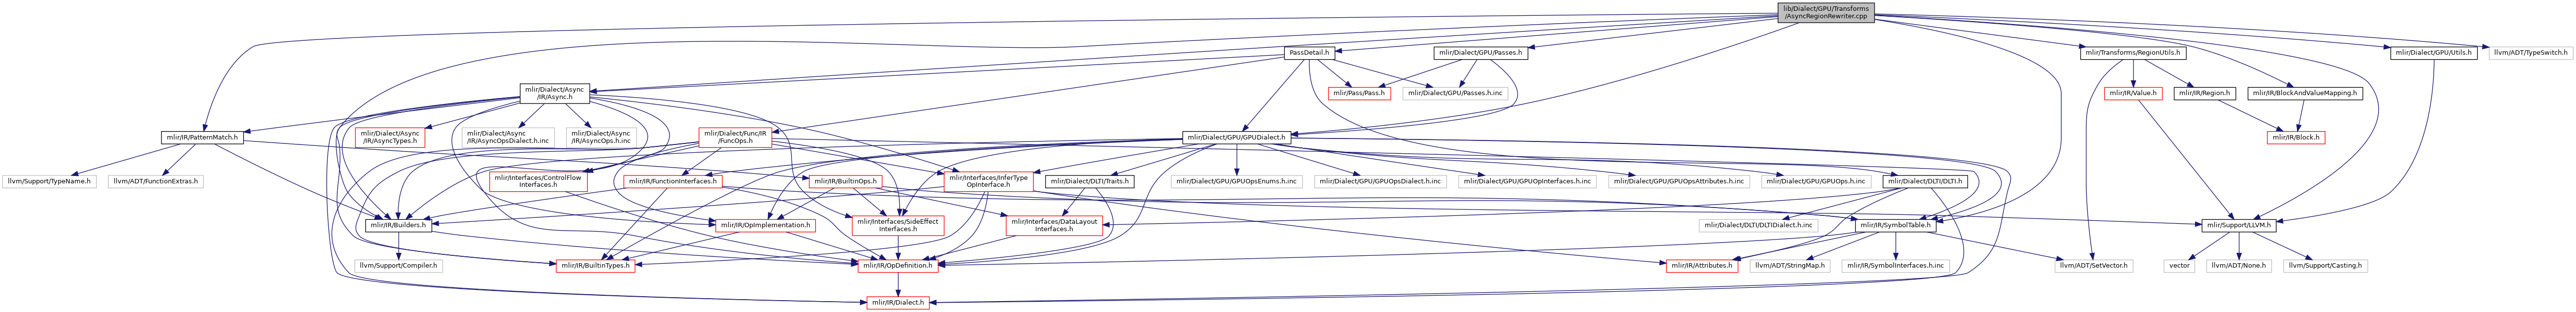 lib/Dialect/GPU/Transforms
/AsyncRegionRewriter.cpp
PassDetail.h
mlir/Dialect/GPU/Passes.h
mlir/Transforms/RegionUtils.h
mlir/Dialect/GPU/Utils.h
llvm/ADT/TypeSwitch.h
mlir/Dialect/Async
/IR/Async.h
mlir/Pass/Pass.h
mlir/Dialect/GPU/Passes.h.inc
mlir/IR/Value.h
mlir/IR/Region.h
mlir/IR/BlockAndValueMapping.h
mlir/IR/PatternMatch.h
mlir/Dialect/Async
/IR/AsyncTypes.h
mlir/Dialect/Async
/IR/AsyncOpsDialect.h.inc
mlir/Dialect/Async
/IR/AsyncOps.h.inc
mlir/Dialect/Func/IR
/FuncOps.h
mlir/Dialect/GPU/GPUDialect.h
mlir/IR/Block.h
llvm/Support/TypeName.h
llvm/ADT/FunctionExtras.h
mlir/Interfaces/ControlFlow
Interfaces.h
mlir/IR/FunctionInterfaces.h
mlir/IR/BuiltinOps.h
mlir/Interfaces/InferType
OpInterface.h
mlir/Dialect/DLTI/Traits.h
mlir/Dialect/GPU/GPUOpsEnums.h.inc
mlir/Dialect/GPU/GPUOpsDialect.h.inc
mlir/Dialect/GPU/GPUOpInterfaces.h.inc
mlir/Dialect/GPU/GPUOpsAttributes.h.inc
mlir/Dialect/GPU/GPUOps.h.inc
mlir/Dialect/DLTI/DLTI.h
mlir/IR/Builders.h
mlir/IR/OpImplementation.h
mlir/Interfaces/SideEffect
Interfaces.h
mlir/Interfaces/DataLayout
Interfaces.h
mlir/Dialect/DLTI/DLTIDialect.h.inc
mlir/IR/SymbolTable.h
mlir/Support/LLVM.h
llvm/Support/Compiler.h
mlir/IR/BuiltinTypes.h
mlir/IR/OpDefinition.h
mlir/IR/Attributes.h
llvm/ADT/StringMap.h
mlir/IR/SymbolInterfaces.h.inc
llvm/ADT/SetVector.h
vector
llvm/ADT/None.h
llvm/Support/Casting.h
mlir/IR/Dialect.h